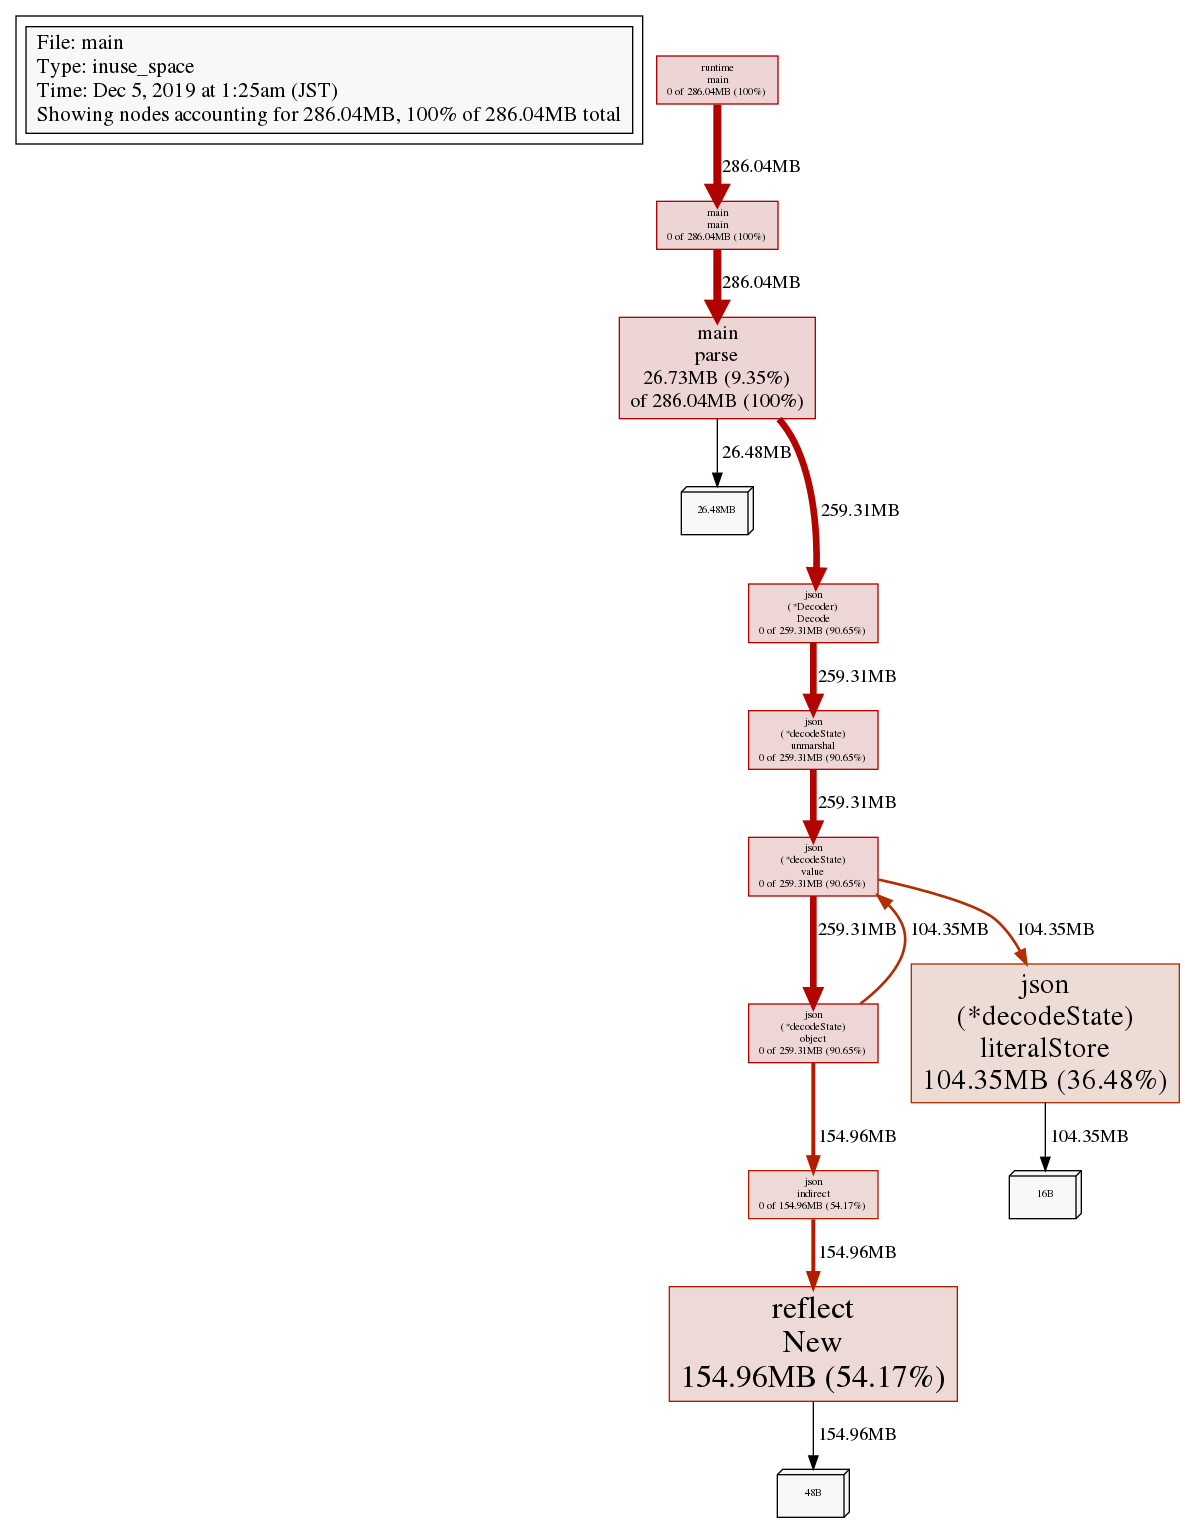 File: main
Type: inuse_space
Time: Dec 5, 2019 at 1:25am (JST)
Showing nodes accounting for 286.04MB, 100% of 286.04MB total
runtime
main
0 of 286.04MB (100%)
286.04MB
main
main
0 of 286.04MB (100%)
286.04MB
main
parse
26.73MB (9.35%)
of 286.04MB (100%)
26.48MB
26.48MB
259.31MB
json
(*Decoder)
Decode
0 of 259.31MB (90.65%)
259.31MB
json
(*decodeState)
unmarshal
0 of 259.31MB (90.65%)
259.31MB
json
(*decodeState)
value
0 of 259.31MB (90.65%)
259.31MB
104.35MB
104.35MB
json
(*decodeState)
object
0 of 259.31MB (90.65%)
json
(*decodeState)
literalStore
104.35MB (36.48%)
154.96MB
104.35MB
json
indirect
0 of 154.96MB (54.17%)
16B
154.96MB
reflect
New
154.96MB (54.17%)
154.96MB
48B